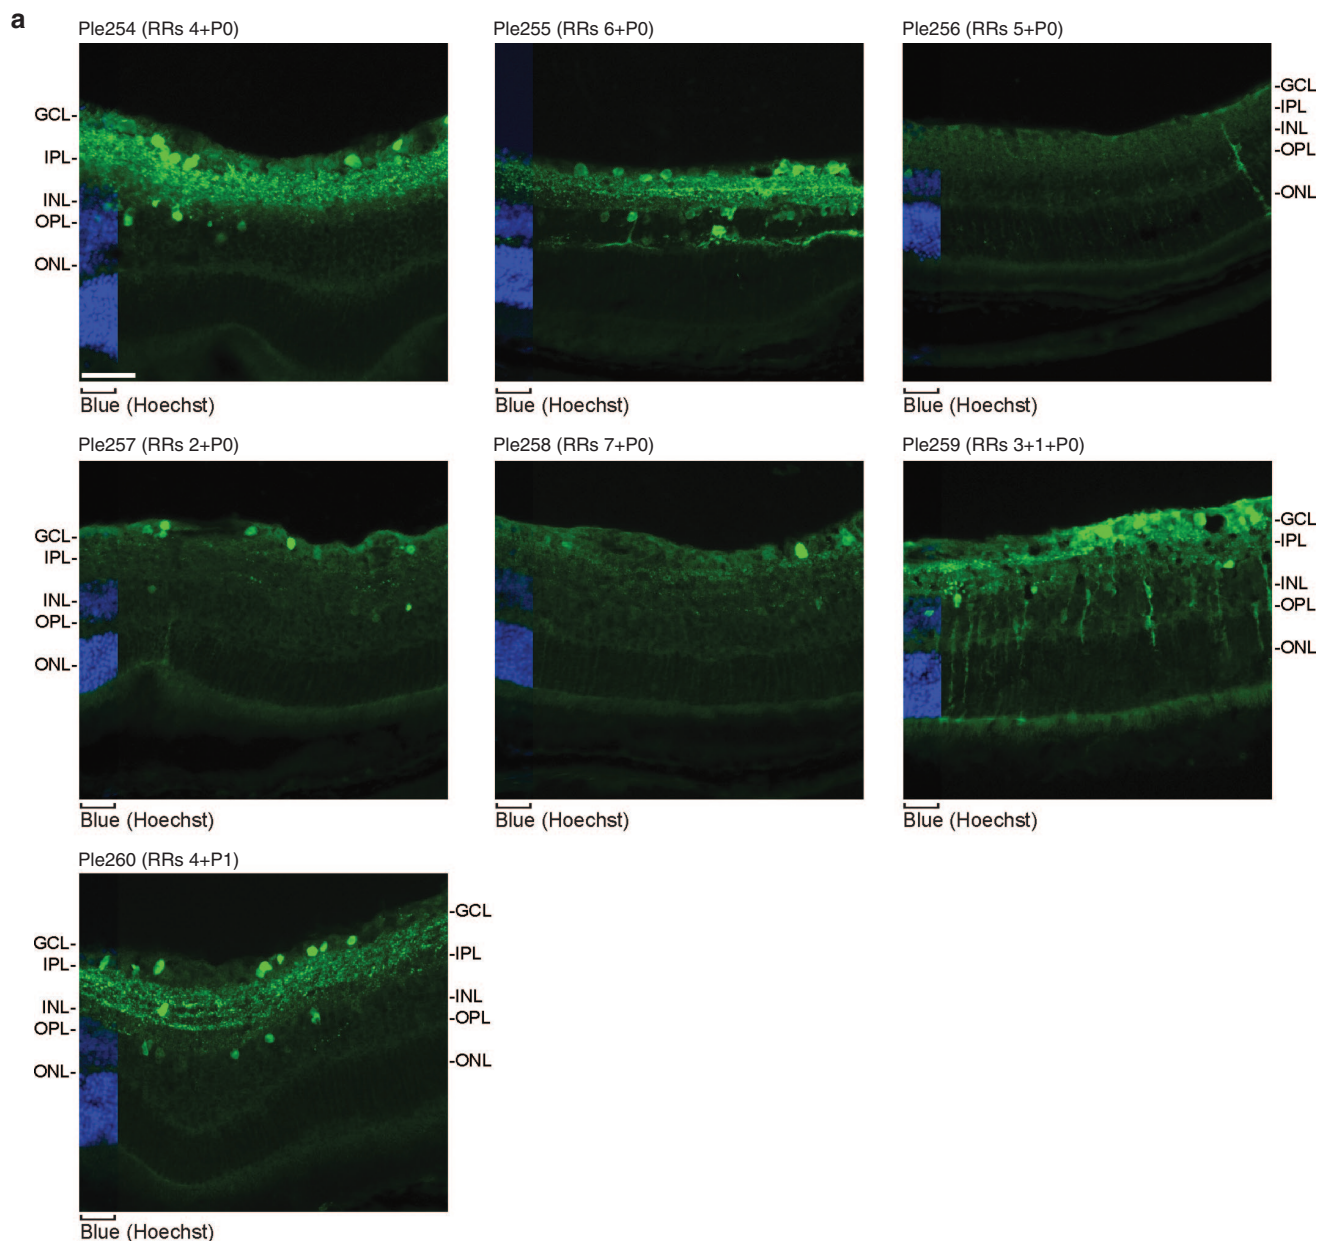 a
Ple254 (RRs 4+P0)
GCL-
IPL-
INL-
OPL-
ONL-
Blue (Hoechst)
Ple255 (RRs 6+P0)
Blue (Hoechst)
Ple256 (RRs 5+P0)
-GCL
-IPL
-INL
-OPL
-ONL
Blue (Hoechst)
Ple257 (RRs 2+P0)
GCL-
IPL-
INL-
OPL-
ONL-
Blue (Hoechst)
Ple258 (RRs 7+P0)
Blue (Hoechst)
Ple259 (RRs 3+1+P0)
-GCL
-IPL
-INL
-OPL
-ONL
Blue (Hoechst)
Ple260 (RRs 4+P1)
GCL-
IPL-
INL-
OPL-
ONL-
-GCL
-IPL
-INL
-OPL
-ONL
Blue (Hoechst)